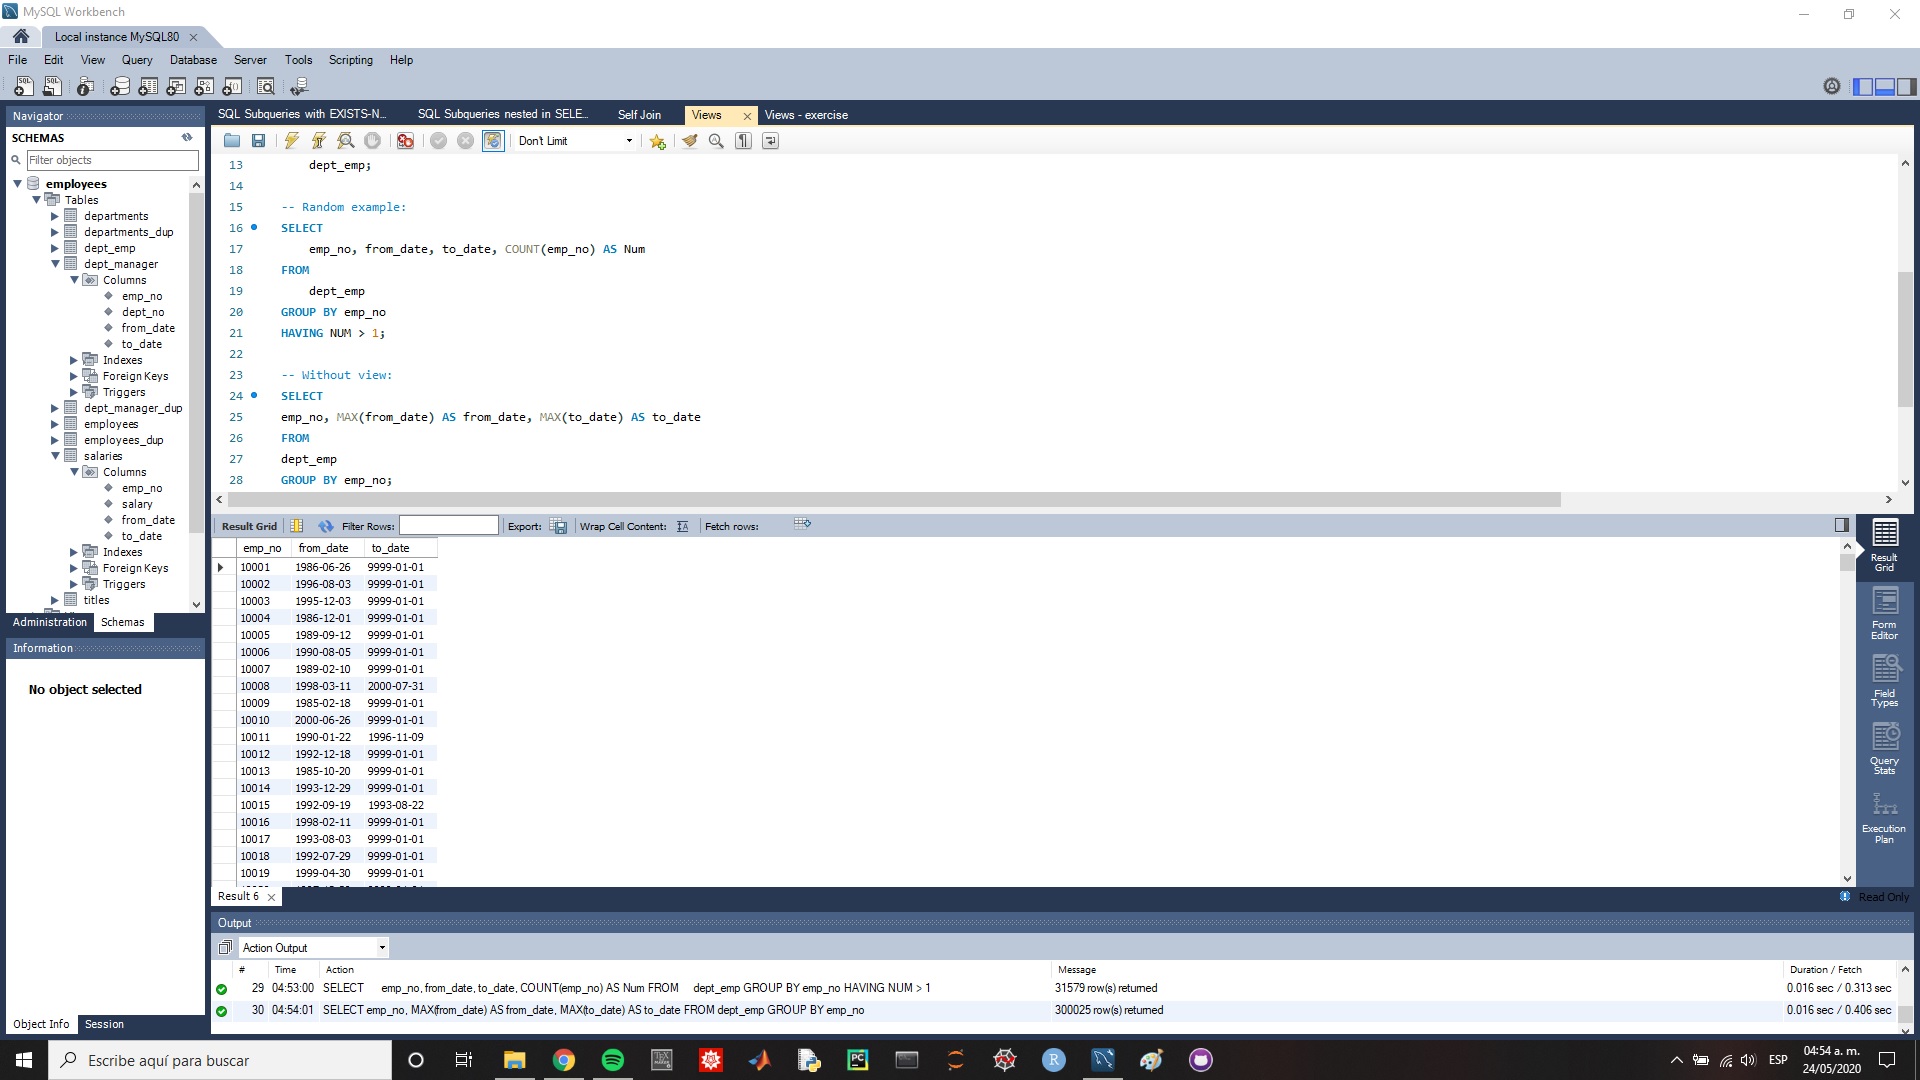 MySQL Workbench
Local instance MySQL80
File Edit View Query Database Server Tools Scripting Help
Navigator
SCHEMAS
Filter objects
employees
Tables
departments
departments_dup
dept_emp
dept_manager
Columns
emp_no
dept_no
from_date
to_date
Indexes
Foreign Keys
Triggers
dept_manager_dup
employees
employees_dup
salaries
Columns
emp_no
salary
from_date
to_date
Indexes
Foreign Keys
Triggers
titles
Administration Schemas
Information
No object selected
Object Info Session
SQL Subqueries with EXISTS-N... SQL Subqueries nested in SELE... Self Join Views Views - exercise
Don't Limit
13 dept_emp;
14
15 -- Random example:
16 SELECT
17 emp_no, from_date, to_date, COUNT(emp_no) AS Num
18 FROM
19 dept_emp
20 GROUP BY emp_no
21 HAVING NUM > 1;
22
23 -- Without view:
24 SELECT
25 emp_no, MAX(from_date) AS from_date, MAX(to_date) AS to_date
26 FROM
27 dept_emp
28 GROUP BY emp_no;
Result Grid Filter Rows: Export: Wrap Cell Content: Fetch rows:
emp_no from_date to_date
10001 1986-06-26 9999-01-01
10002 1996-08-03 9999-01-01
10003 1995-12-03 9999-01-01
10004 1986-12-01 9999-01-01
10005 1989-09-12 9999-01-01
10006 1990-08-05 9999-01-01
10007 1989-02-10 9999-01-01
10008 1998-03-11 2000-07-31
10009 1985-02-18 9999-01-01
10010 2000-06-26 9999-01-01
10011 1990-01-22 1996-11-09
10012 1992-12-18 9999-01-01
10013 1985-10-20 9999-01-01
10014 1993-12-29 9999-01-01
10015 1992-09-19 1993-08-22
10016 1998-02-11 9999-01-01
10017 1993-08-03 9999-01-01
10018 1992-07-29 9999-01-01
10019 1999-04-30 9999-01-01
Result Grid
Form Editor
Field Types
Query Stats
Execution Plan
Result 6
Read Only
Output
Action Output
# Time Action Message Duration / Fetch
29 04:53:00 SELECT emp_no, from_date, to_date, COUNT(emp_no) AS Num FROM dept_emp GROUP BY emp_no HAVING NUM > 1 31579 row(s) returned 0.016 sec / 0.313 sec
30 04:54:01 SELECT emp_no, MAX(from_date) AS from_date, MAX(to_date) AS to_date FROM dept_emp GROUP BY emp_no 300025 row(s) returned 0.016 sec / 0.406 sec
Escribe aquí para buscar
ESP
04:54 a. m.
24/05/2020